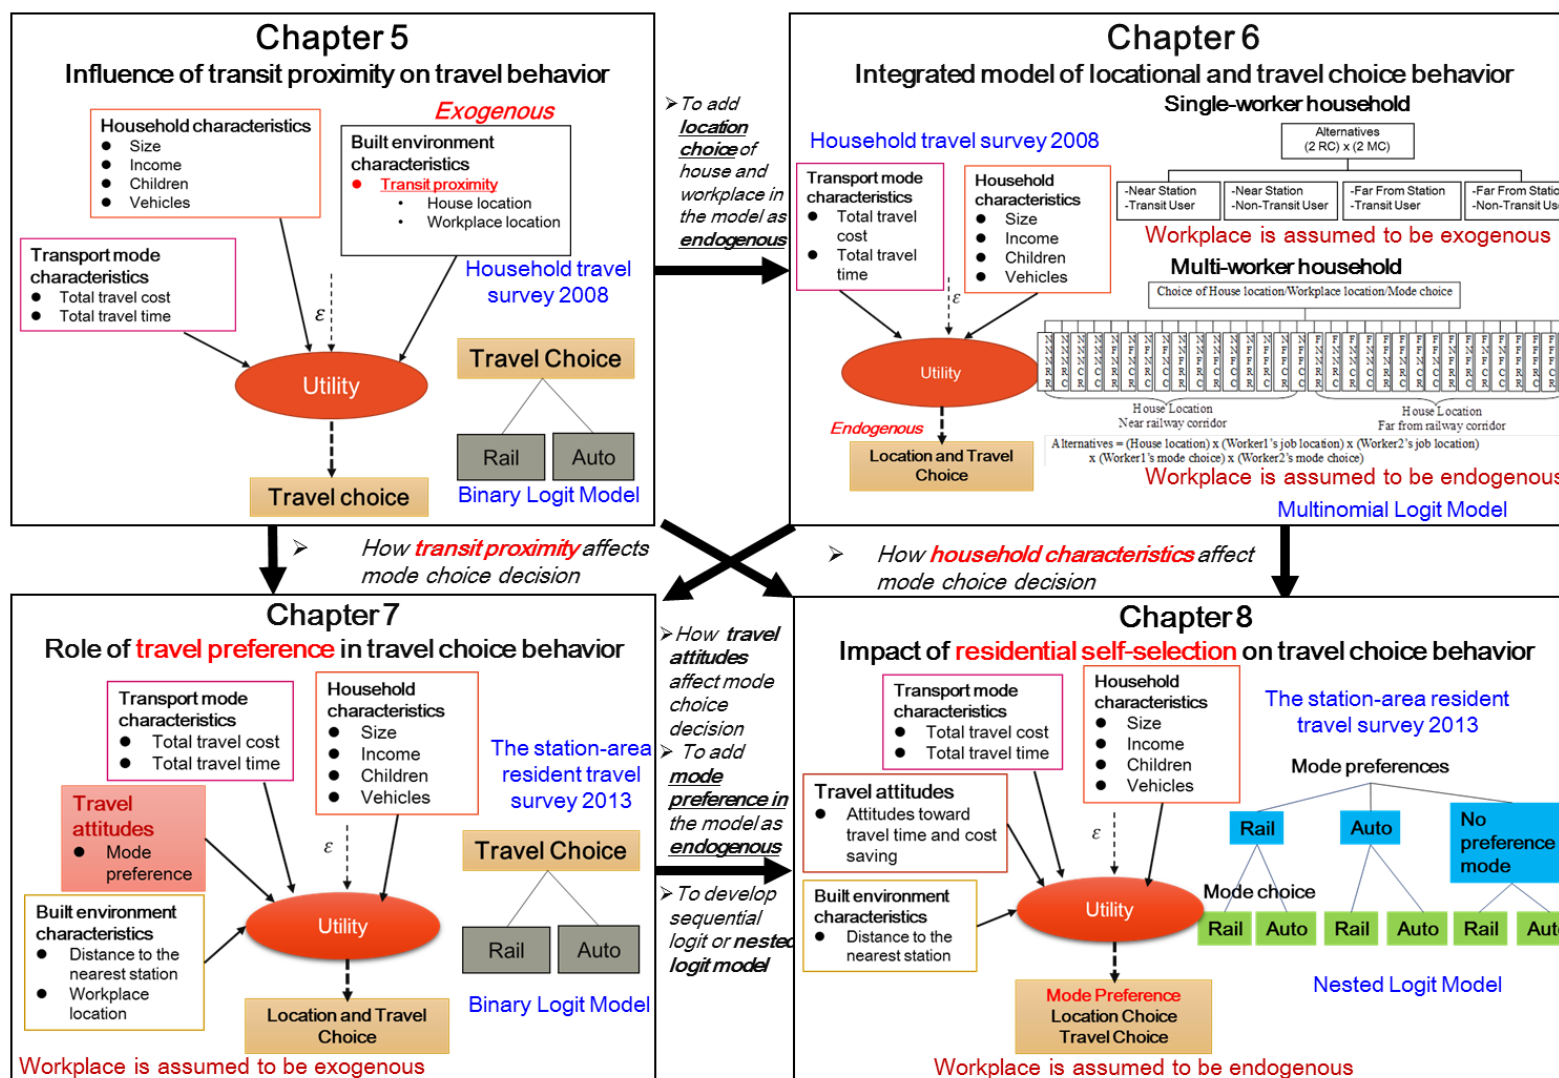 Chapter 5
Influence of transit proximity on travel behavior
Exogenous
Household characteristics
● Size
● Income
● Children
● Vehicles
Built environment
characteristics
● Transit proximity
• House location
• Workplace location
Transport mode
characteristics
● Total travel cost
● Total travel time
Household travel
survey 2008
ε
Utility
Travel choice
Travel Choice
Rail
Auto
Binary Logit Model
➢ To add
location
choice of
house and
workplace in
the model as
endogenous
Chapter 6
Integrated model of locational and travel choice behavior
Household travel survey 2008
Transport mode
characteristics
● Total travel
cost
● Total travel
time
Household
characteristics
● Size
● Income
● Children
● Vehicles
ε
Utility
Endogenous
Location and Travel
Choice
Single-worker household
Alternatives
(2 RC) x (2 MC)
-Near Station
-Transit User
-Near Station
-Non-Transit User
-Far From Station
-Transit User
-Far From Station
-Non-Transit User
Workplace is assumed to be exogenous
Multi-worker household
Choice of House location/Workplace location/Mode choice
House Location
Near railway corridor
House Location
Far from railway corridor
Alternatives = (House location) x (Worker1's job location) x (Worker2's job location)
x (Worker1's mode choice) x (Worker2's mode choice)
Workplace is assumed to be endogenous
Multinomial Logit Model
➢ How transit proximity affects
mode choice decision
➢ How household characteristics affect
mode choice decision
Chapter 7
Role of travel preference in travel choice behavior
Transport mode
characteristics
● Total travel cost
● Total travel time
Household
characteristics
● Size
● Income
● Children
● Vehicles
The station-area
resident travel
survey 2013
Travel
attitudes
● Mode
preference
Built environment
characteristics
● Distance to the
nearest station
● Workplace
location
ε
Utility
Location and Travel
Choice
Travel Choice
Rail
Auto
Binary Logit Model
Workplace is assumed to be exogenous
➢ How travel
attitudes
affect mode
choice
decision
➢ To add
mode
preference in
the model as
endogenous
➢ To develop
sequential
logit or nested
logit model
Chapter 8
Impact of residential self-selection on travel choice behavior
Transport mode
characteristics
● Total travel cost
● Total travel time
Household
characteristics
● Size
● Income
● Children
● Vehicles
The station-area resident
travel survey 2013
Travel attitudes
● Attitudes toward
travel time and cost
saving
Built environment
characteristics
● Distance to the
nearest station
ε
Utility
Mode Preference
Location Choice
Travel Choice
Mode preferences
Rail
Auto
No
preference
mode
Mode choice
Rail
Auto
Rail
Auto
Rail
Auto
Nested Logit Model
Workplace is assumed to be endogenous